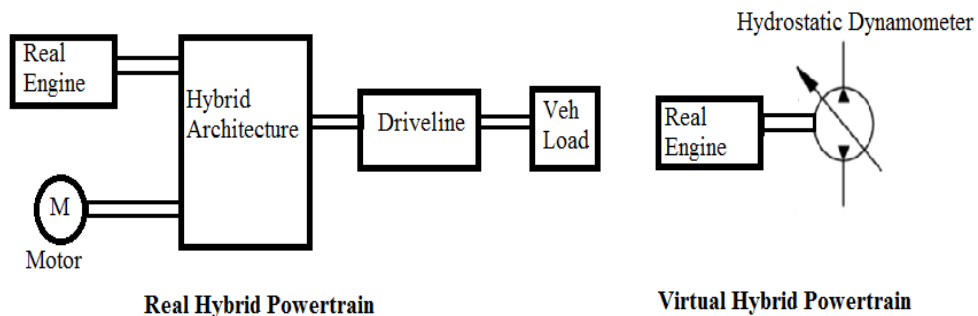 Real
Engine
Hybrid
Architecture
Driveline
Veh
Load
M
Motor
Real Hybrid Powertrain
Hydrostatic Dynamometer
Real
Engine
Virtual Hybrid Powertrain